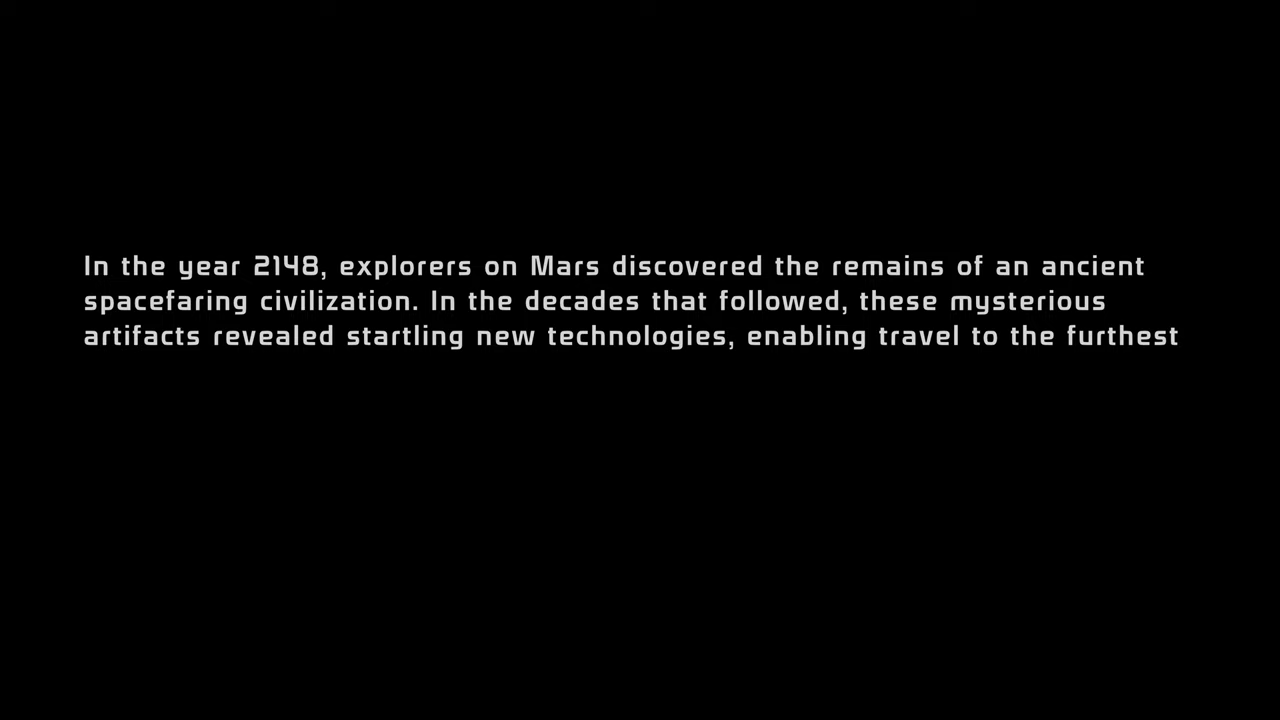 In the year 2148, explorers on Mars discovered the remains of an ancient
spacefaring civilization. In the decades that followed, these mysterious
artifacts revealed startling new technologies, enabling travel to the furthest